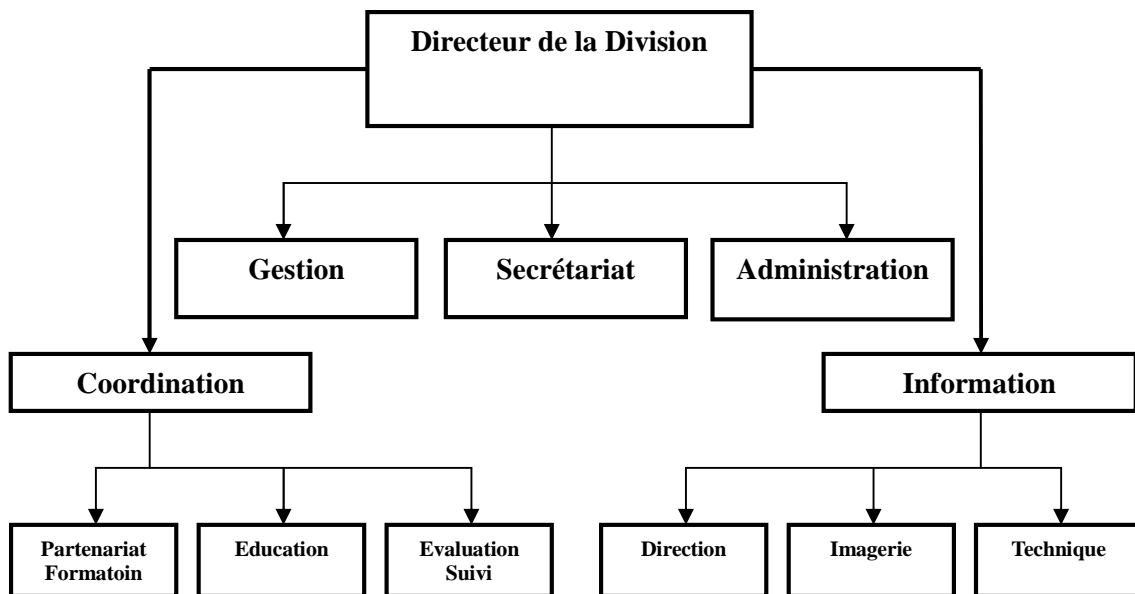 Directeur de la Division
Gestion
Secrétariat
Administration
Coordination
Information
Partenariat
Formatoin
Education
Evaluation
Suivi
Direction
Imagerie
Technique